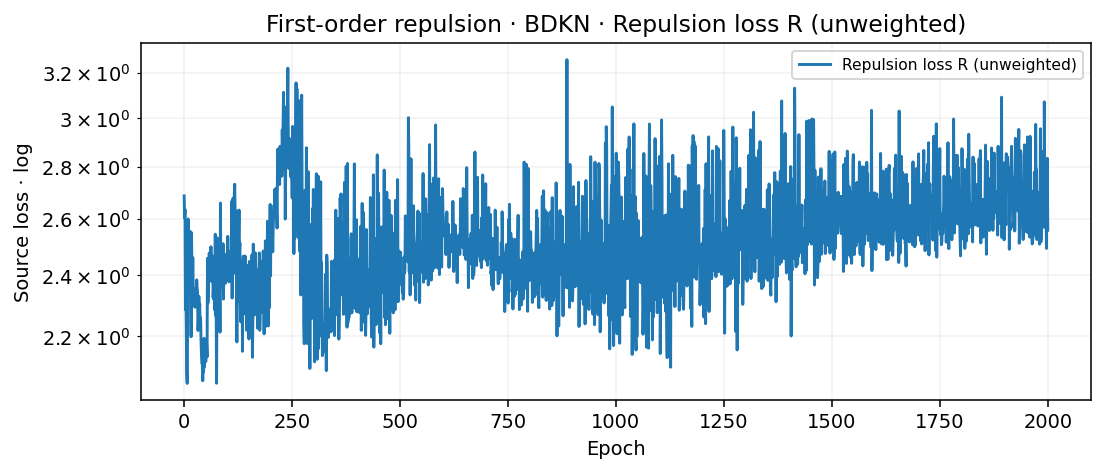 First-order repulsion · BDKN · Repulsion loss R (unweighted)
Repulsion loss R (unweighted)
Source loss · log
3.2 × 10⁰
3 × 10⁰
2.8 × 10⁰
2.6 × 10⁰
2.4 × 10⁰
2.2 × 10⁰
0 250 500 750 1000 1250 1500 1750 2000
Epoch